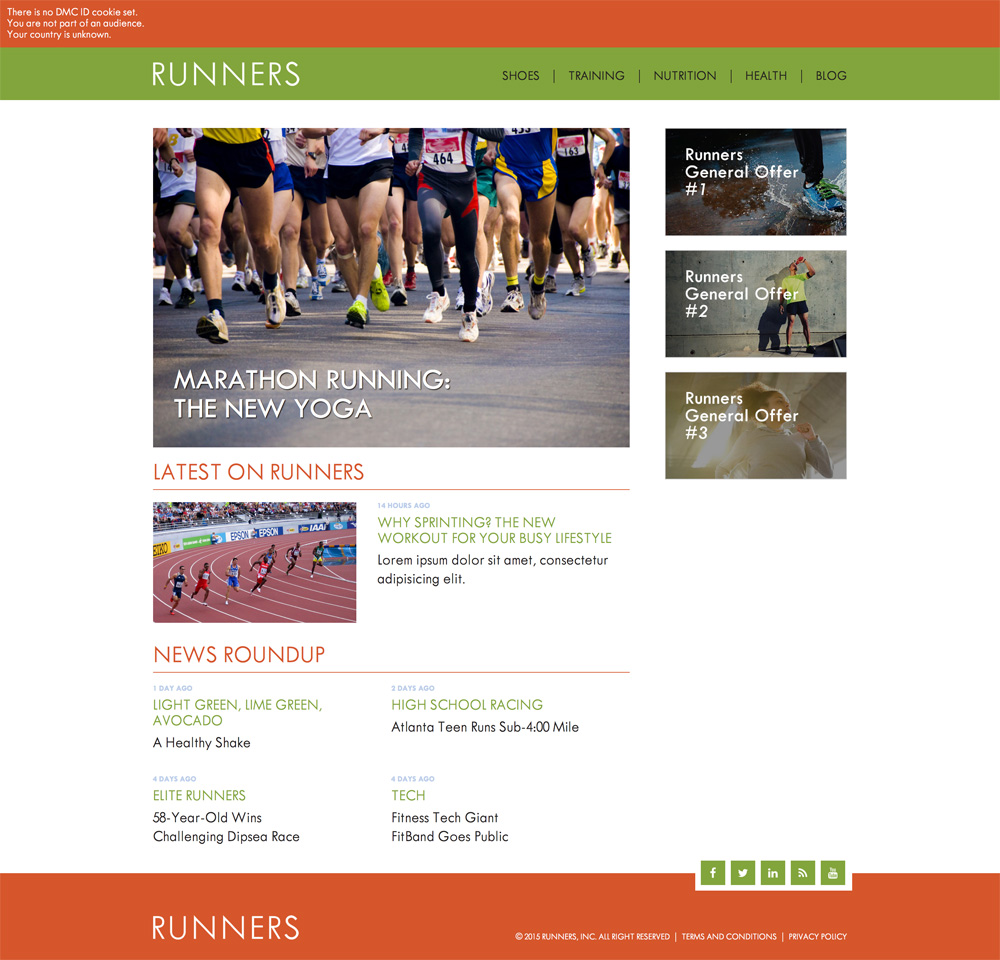 There is no DMC ID cookie set.
You are not part of an audience.
Your country is unknown.
RUNNERS
SHOES | TRAINING | NUTRITION | HEALTH | BLOG
464
163
MARATHON RUNNING:
THE NEW YOGA
Runners
General Offer
#1
Runners
General Offer
#2
Runners
General Offer
#3
LATEST ON RUNNERS
EPSON EPSON IAAF
14 HOURS AGO
WHY SPRINTING? THE NEW
WORKOUT FOR YOUR BUSY LIFESTYLE
Lorem ipsum dolor sit amet, consectetur
adipisicing elit.
NEWS ROUNDUP
1 DAY AGO
LIGHT GREEN, LIME GREEN,
AVOCADO
A Healthy Shake
2 DAYS AGO
HIGH SCHOOL RACING
Atlanta Teen Runs Sub-4:00 Mile
4 DAYS AGO
ELITE RUNNERS
58-Year-Old Wins
Challenging Dipsea Race
4 DAYS AGO
TECH
Fitness Tech Giant
FitBand Goes Public
RUNNERS
© 2015 RUNNERS, INC. ALL RIGHT RESERVED | TERMS AND CONDITIONS | PRIVACY POLICY